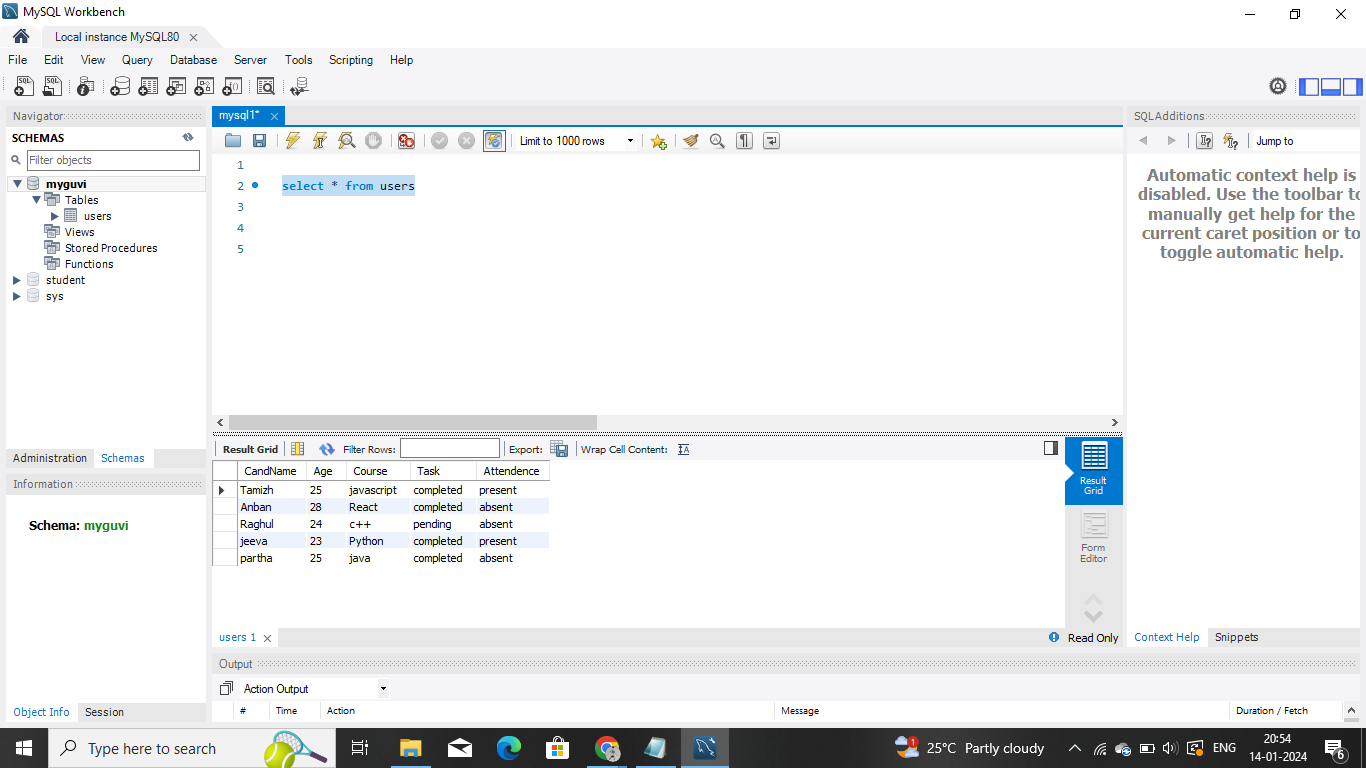 MySQL Workbench
Local instance MySQL80
File Edit View Query Database Server Tools Scripting Help
Navigator
SCHEMAS
Filter objects
myguvi
Tables
users
Views
Stored Procedures
Functions
student
sys
Administration Schemas
Information
Schema: myguvi
Object Info Session
mysql1*
Limit to 1000 rows
1
2 select * from users
3
4
5
Result Grid Filter Rows: Export: Wrap Cell Content:
CandName Age Course Task Attendence
Tamizh 25 javascript completed present
Anban 28 React completed absent
Raghul 24 c++ pending absent
jeeva 23 Python completed present
partha 25 java completed absent
Result
Grid
Form
Editor
users 1
Read Only
Output
Action Output
# Time Action Message Duration / Fetch
SQLAdditions
Jump to
Automatic context help is
disabled. Use the toolbar to
manually get help for the
current caret position or to
toggle automatic help.
Context Help Snippets
Type here to search
1
25°C Partly cloudy
ENG
20:54
14-01-2024
6